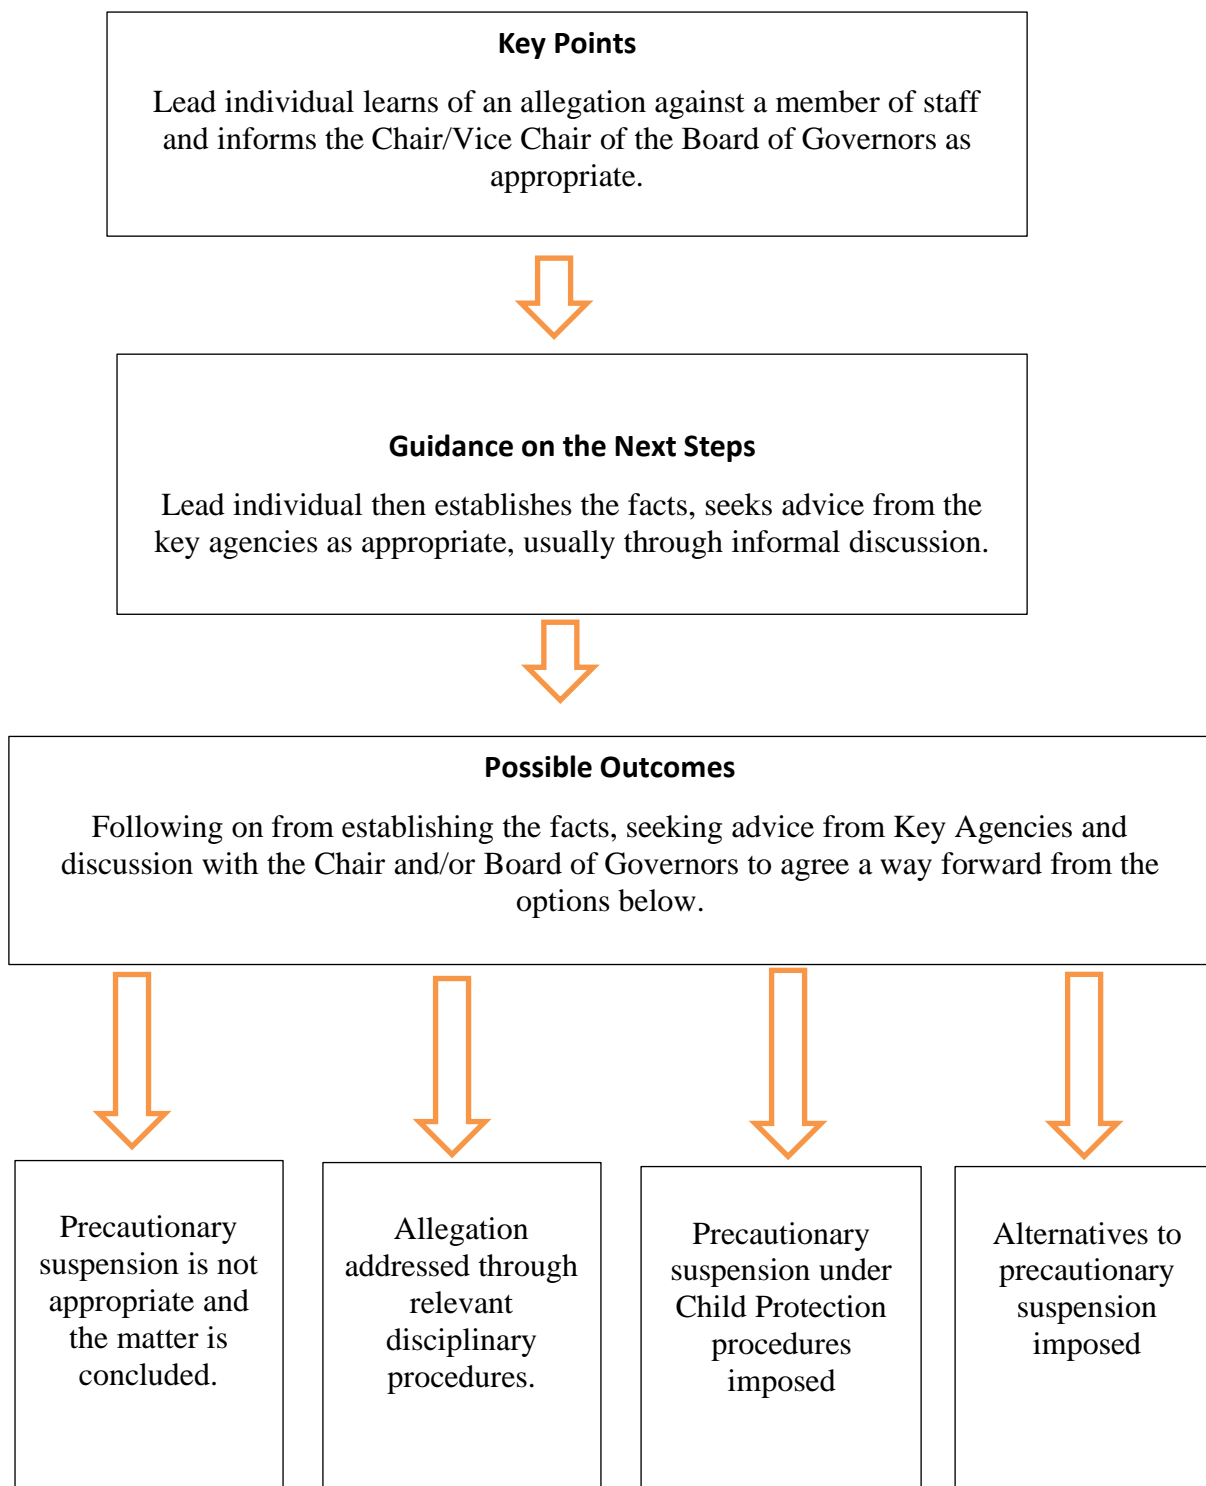 Key Points
Lead individual learns of an allegation against a member of staff
and informs the Chair/Vice Chair of the Board of Governors as
appropriate.
Guidance on the Next Steps
Lead individual then establishes the facts, seeks advice from the
key agencies as appropriate, usually through informal discussion.
Possible Outcomes
Following on from establishing the facts, seeking advice from Key Agencies and
discussion with the Chair and/or Board of Governors to agree a way forward from the
options below.
Precautionary
suspension is not
appropriate and
the matter is
concluded.
Allegation
addressed through
relevant
disciplinary
procedures.
Precautionary
suspension under
Child Protection
procedures
imposed
Alternatives to
precautionary
suspension
imposed